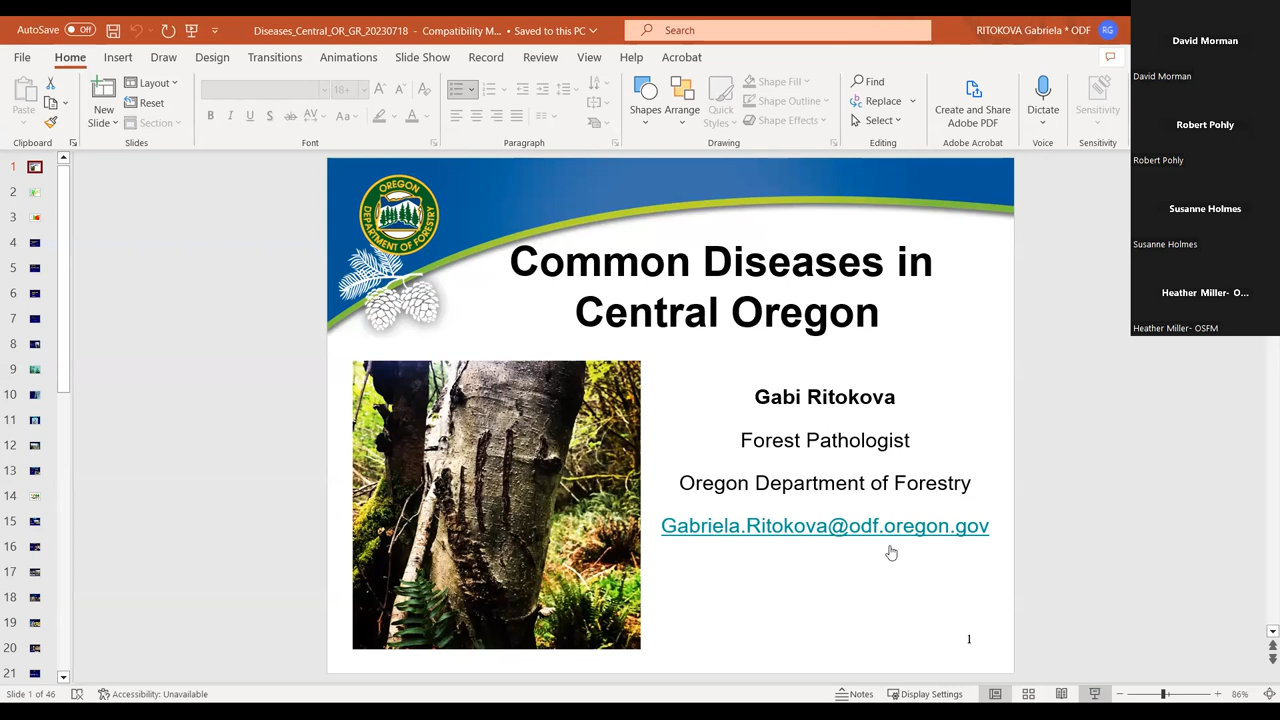 AutoSave Off
Diseases_Central_OR_GR_20230718 - Compatibility M... • Saved to this PC
Search
RITOKOVA Gabriela * ODF RG
File Home Insert Draw Design Transitions Animations Slide Show Record Review View Help Acrobat
Paste
Clipboard
New
Slide
Layout
Reset
Section
Slides
18+
Font
Paragraph
Shapes
Arrange
Quick
Styles
Shape Fill
Shape Outline
Shape Effects
Drawing
Find
Replace
Select
Editing
Create and Share
Adobe PDF
Adobe Acrobat
Dictate
Voice
Sensitivity
Sensitivity
David Morman
David Morman
Robert Pohly
Robert Pohly
Susanne Holmes
Susanne Holmes
Heather Miller- O...
Heather Miller- OSFM
1
2
3
4
5
6
7
8
9
10
11
12
13
14
15
16
17
18
19
20
21
OREGON
DEPARTMENT OF FORESTRY
Common Diseases in
Central Oregon
Gabi Ritokova
Forest Pathologist
Oregon Department of Forestry
Gabriela.Ritokova@odf.oregon.gov
1
Slide 1 of 46
Accessibility: Unavailable
Notes
Display Settings
86%